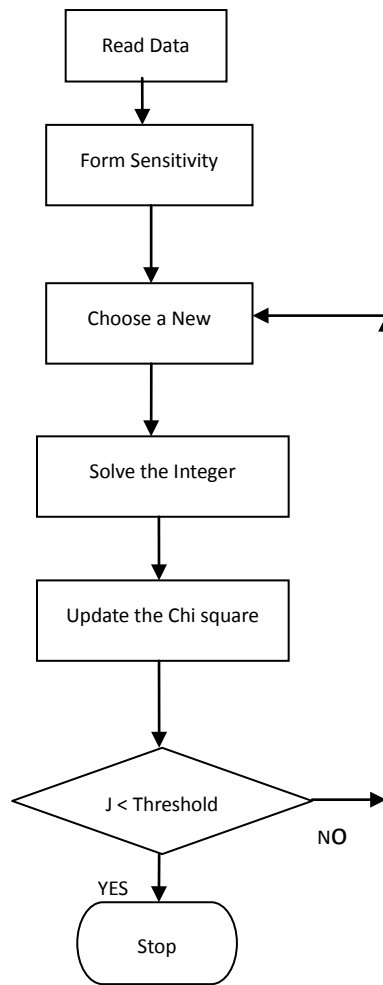 Read Data
Form Sensitivity
Choose a New
Solve the Integer
Update the Chi square
J < Threshold
NO
YES
Stop